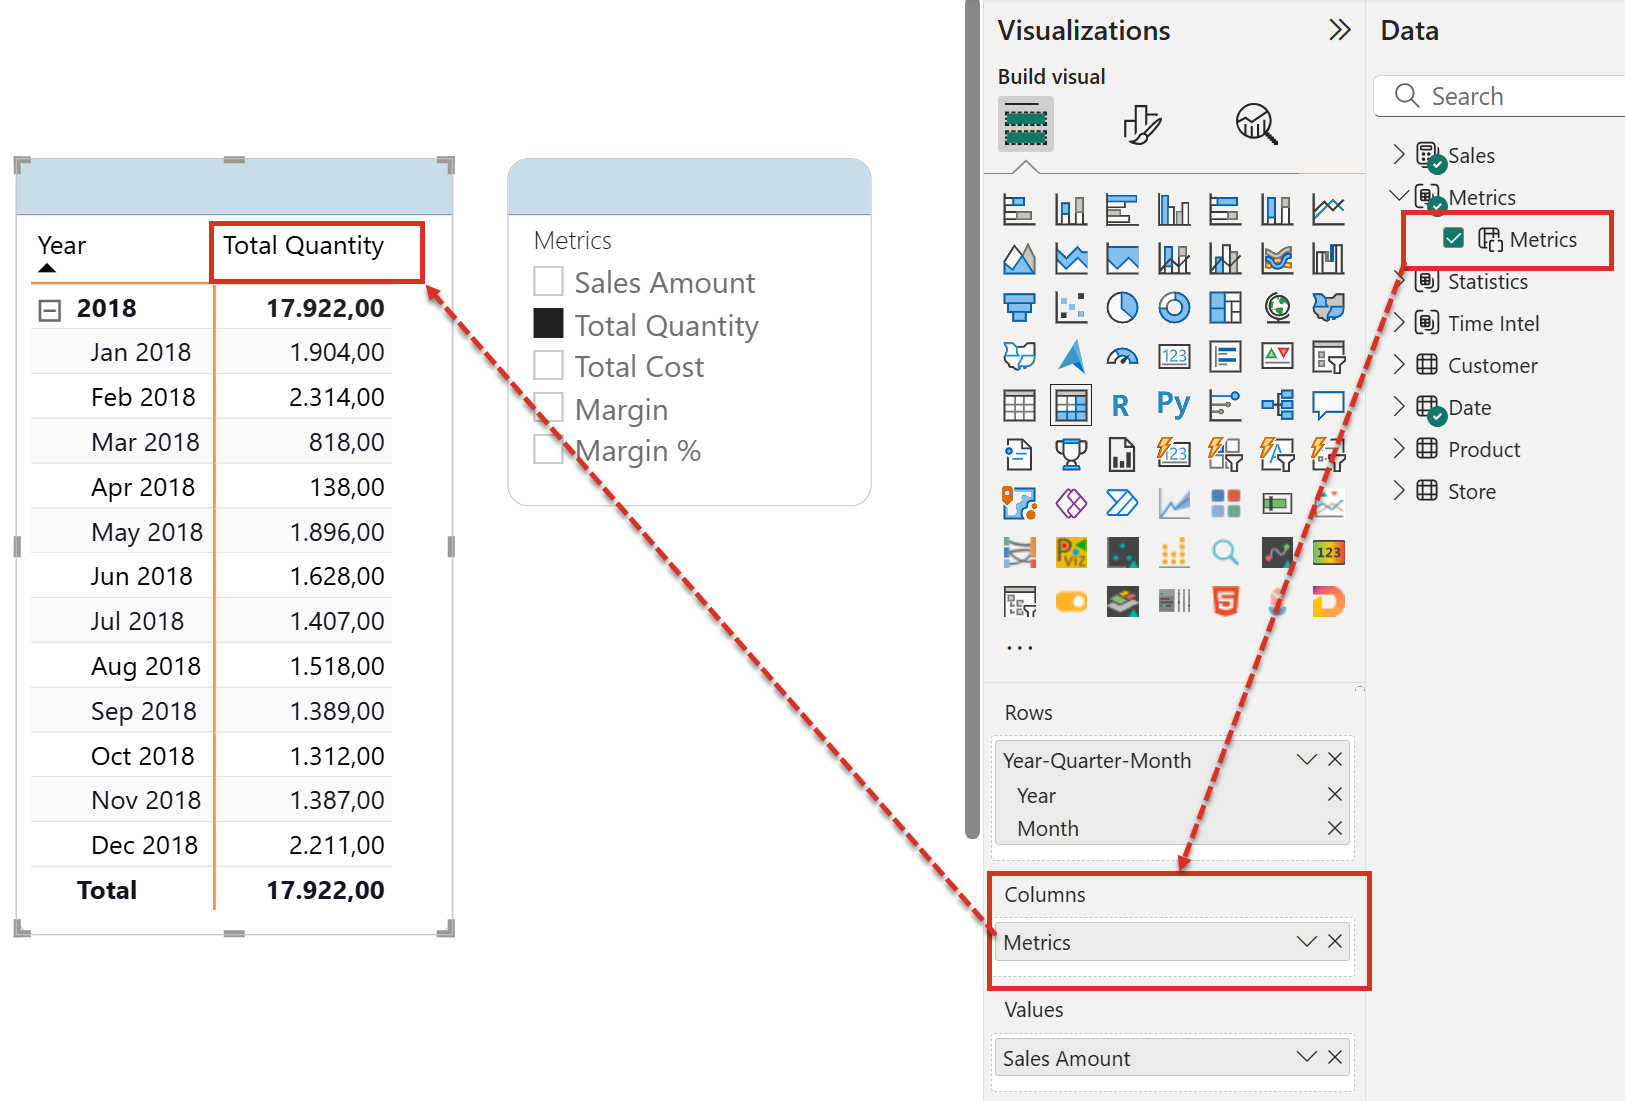 Year
Total Quantity
2018 17.922,00
Jan 2018 1.904,00
Feb 2018 2.314,00
Mar 2018 818,00
Apr 2018 138,00
May 2018 1.896,00
Jun 2018 1.628,00
Jul 2018 1.407,00
Aug 2018 1.518,00
Sep 2018 1.389,00
Oct 2018 1.312,00
Nov 2018 1.387,00
Dec 2018 2.211,00
Total 17.922,00
Metrics
Sales Amount
Total Quantity
Total Cost
Margin
Margin %
Visualizations
Build visual
123
R
Py
123
PViZ
123
5
...
Rows
Year-Quarter-Month
Year
Month
Columns
Metrics
Values
Sales Amount
Data
Search
Sales
Metrics
Metrics
Statistics
Time Intel
Customer
Date
Product
Store